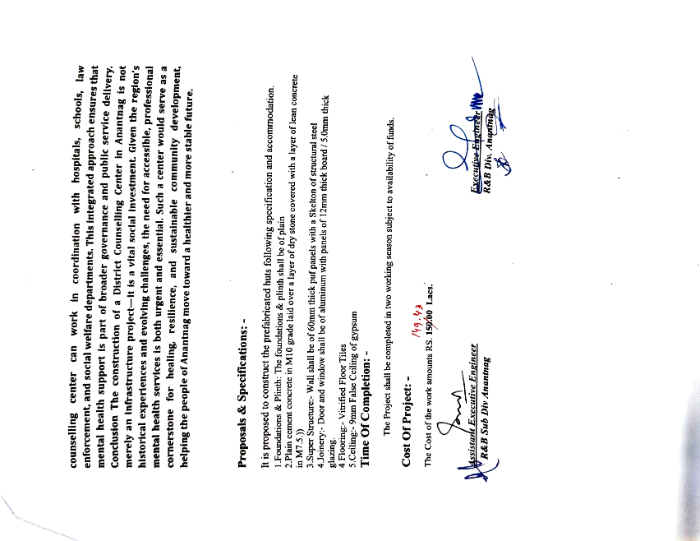 counselling center can work in coordination with hospitals, schools, law
enforcement, and social welfare departments. This integrated approach ensures that
mental health support is part of broader governance and public service delivery.
Conclusion The construction of a District Counselling Center in Anantnag is not
merely an infrastructure project—it is a vital social investment. Given the region's
historical experiences and evolving challenges, the need for accessible, professional
mental health services is both urgent and essential. Such a center would serve as a
cornerstone for healing, resilience, and sustainable community development,
helping the people of Anantnag move toward a healthier and more stable future.
Proposals & Specifications: -
It is proposed to construct the prefabricated huts following specification and accommodation.
1.Foundations & Plinth: The foundations & plinth shall be of plain
2.Plain cement concrete in M10 grade laid over a layer of dry stone covered with a layer of lean concrete
in M7.5.))
3.Super Structure:- Wall shall be of 60mm thick puf panels with a Skelton of structural steel
4.Joinery:- Door and window shall be of aluminum with panels of 12mm thick board / 5.0mm thick
glazing.
4 Flooring:- Vitrified Floor Tiles
5.Ceiling:- 9mm False Ceiling of gypsum
Time Of Completion: -
The Project shall be completed in two working season subject to availability of funds.
Cost Of Project: -
149.43
The Cost of the work amounts RS. 150.00 Lacs.
Assistant Executive Engineer
R&B Sub Div Anantnag
Executive Engineer
R&B Div, Anantnag